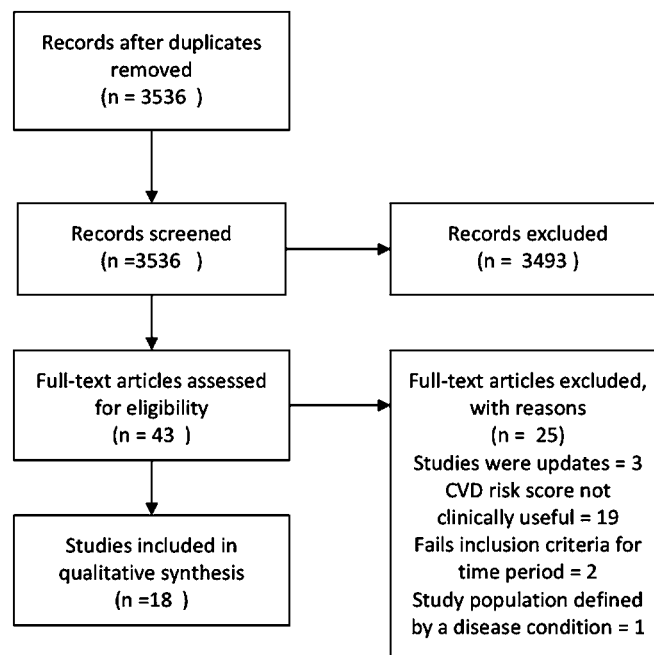 Records after duplicates
removed
(n = 3536 )
Records screened
(n =3536 )
Records excluded
(n = 3493 )
Full-text articles assessed
for eligibility
(n = 43 )
Full-text articles excluded,
with reasons
(n = 25)
Studies were updates = 3
CVD risk score not
clinically useful = 19
Fails inclusion criteria for
time period = 2
Study population defined
by a disease condition = 1
Studies included in
qualitative synthesis
(n =18 )